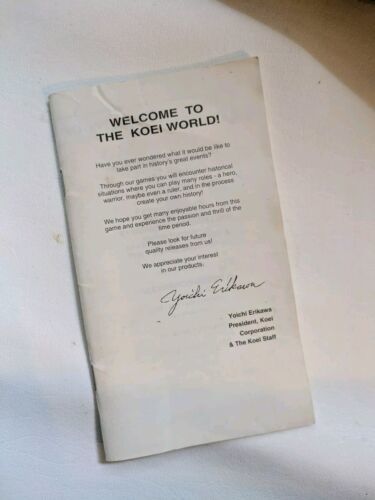 WELCOME TO
THE KOEI WORLD!
Have you ever wondered what it would be like to
take part in history's great events?
Through our games you will encounter historical
situations where you can play many roles - a hero,
warrior, maybe even a ruler, and in the process
create your own history!
We hope you get many enjoyable hours from this
game and experience the passion and thrill of the
time period.
Please look for future
quality releases from us!
We appreciate your interest
in our products.
Yoichi Erikawa
Yoichi Erikawa
President, Koei
Corporation
& The Koei Staff